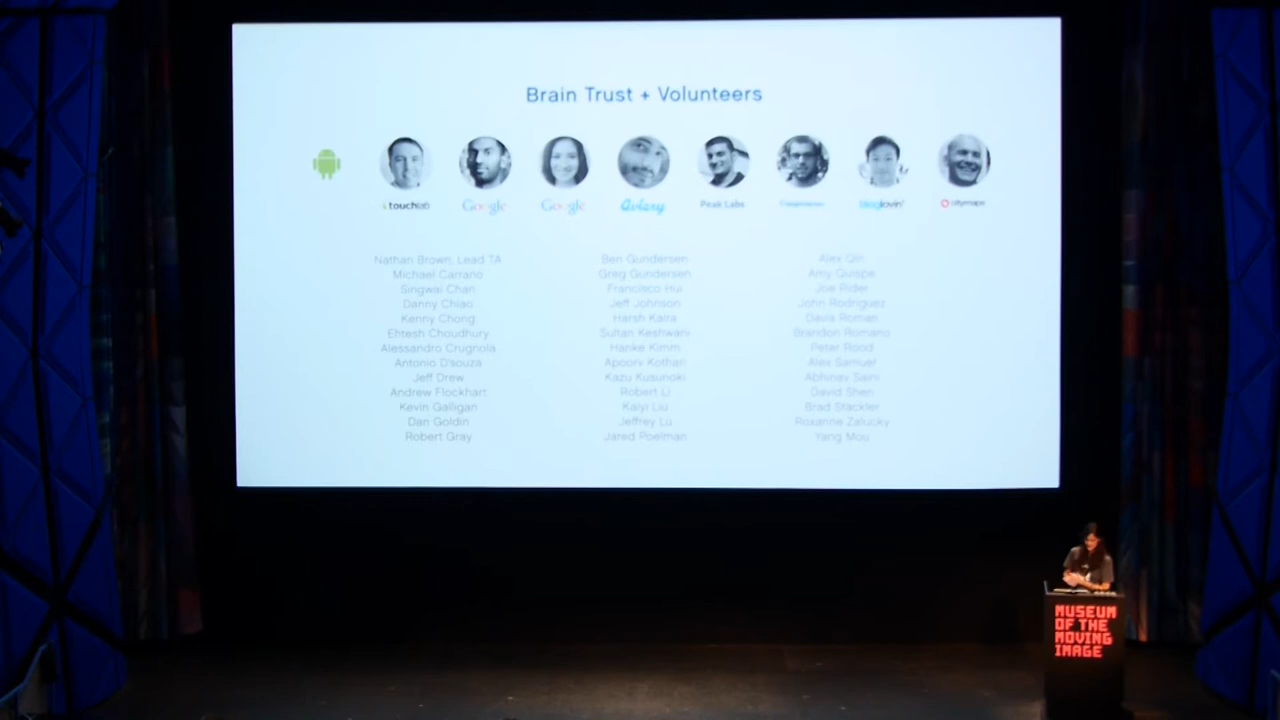 Brain Trust + Volunteers
touchlab Google Google Aviary Peak Labs bloglovin' citymaps
Nathan Brown, Lead TA
Michael Carrano
Singwai Chan
Danny Chiao
Kenny Chong
Ehtesh Choudhury
Alessandro Crugnola
Antonio D'souza
Jeff Drew
Andrew Flockhart
Kevin Galligan
Dan Goldin
Robert Gray
Ben Gundersen
Greg Gundersen
Francisco Hui
Jeff Johnson
Harsh Kalra
Sultan Keshwani
Hanke Kimm
Apoorv Kothari
Kazu Kusunoki
Robert Li
Kaiyi Liu
Jeffrey Lu
Jared Poelman
Alex Qin
Amy Quispe
Joe Rider
John Rodriguez
Davis Roman
Brandon Romano
Peter Rood
Alex Samuel
Abhinev Saini
David Shen
Brad Stackler
Roxanne Zalucky
Yang Mou
MUSEUM
OF THE
MOVING
IMAGE